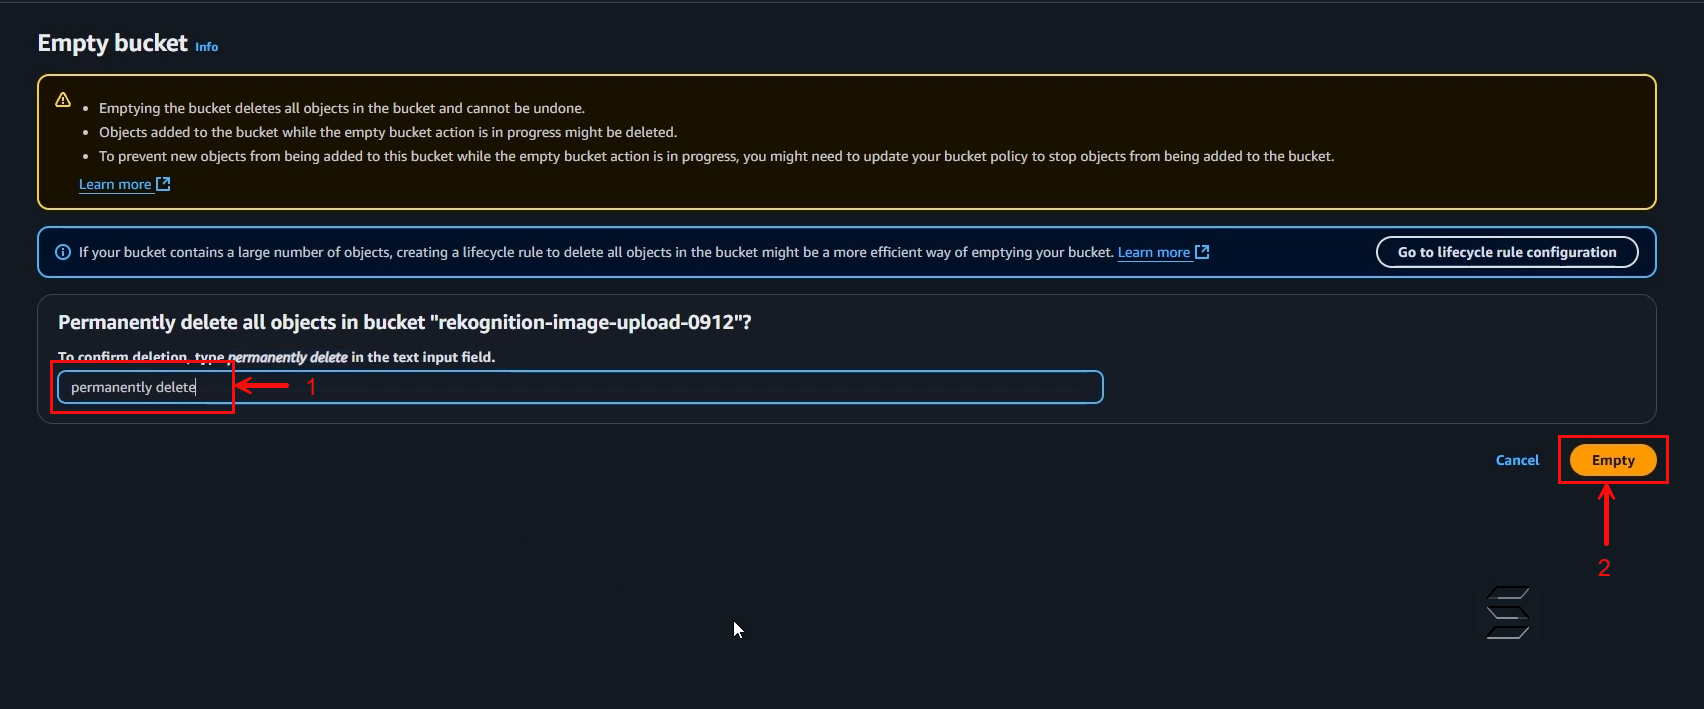 Empty bucket Info
Emptying the bucket deletes all objects in the bucket and cannot be undone.
Objects added to the bucket while the empty bucket action is in progress might be deleted.
To prevent new objects from being added to this bucket while the empty bucket action is in progress, you might need to update your bucket policy to stop objects from being added to the bucket.
Learn more
If your bucket contains a large number of objects, creating a lifecycle rule to delete all objects in the bucket might be a more efficient way of emptying your bucket. Learn more
Go to lifecycle rule configuration
Permanently delete all objects in bucket "rekognition-image-upload-0912"?
To confirm deletion, type permanently delete in the text input field.
permanently delete
1
Cancel
Empty
2